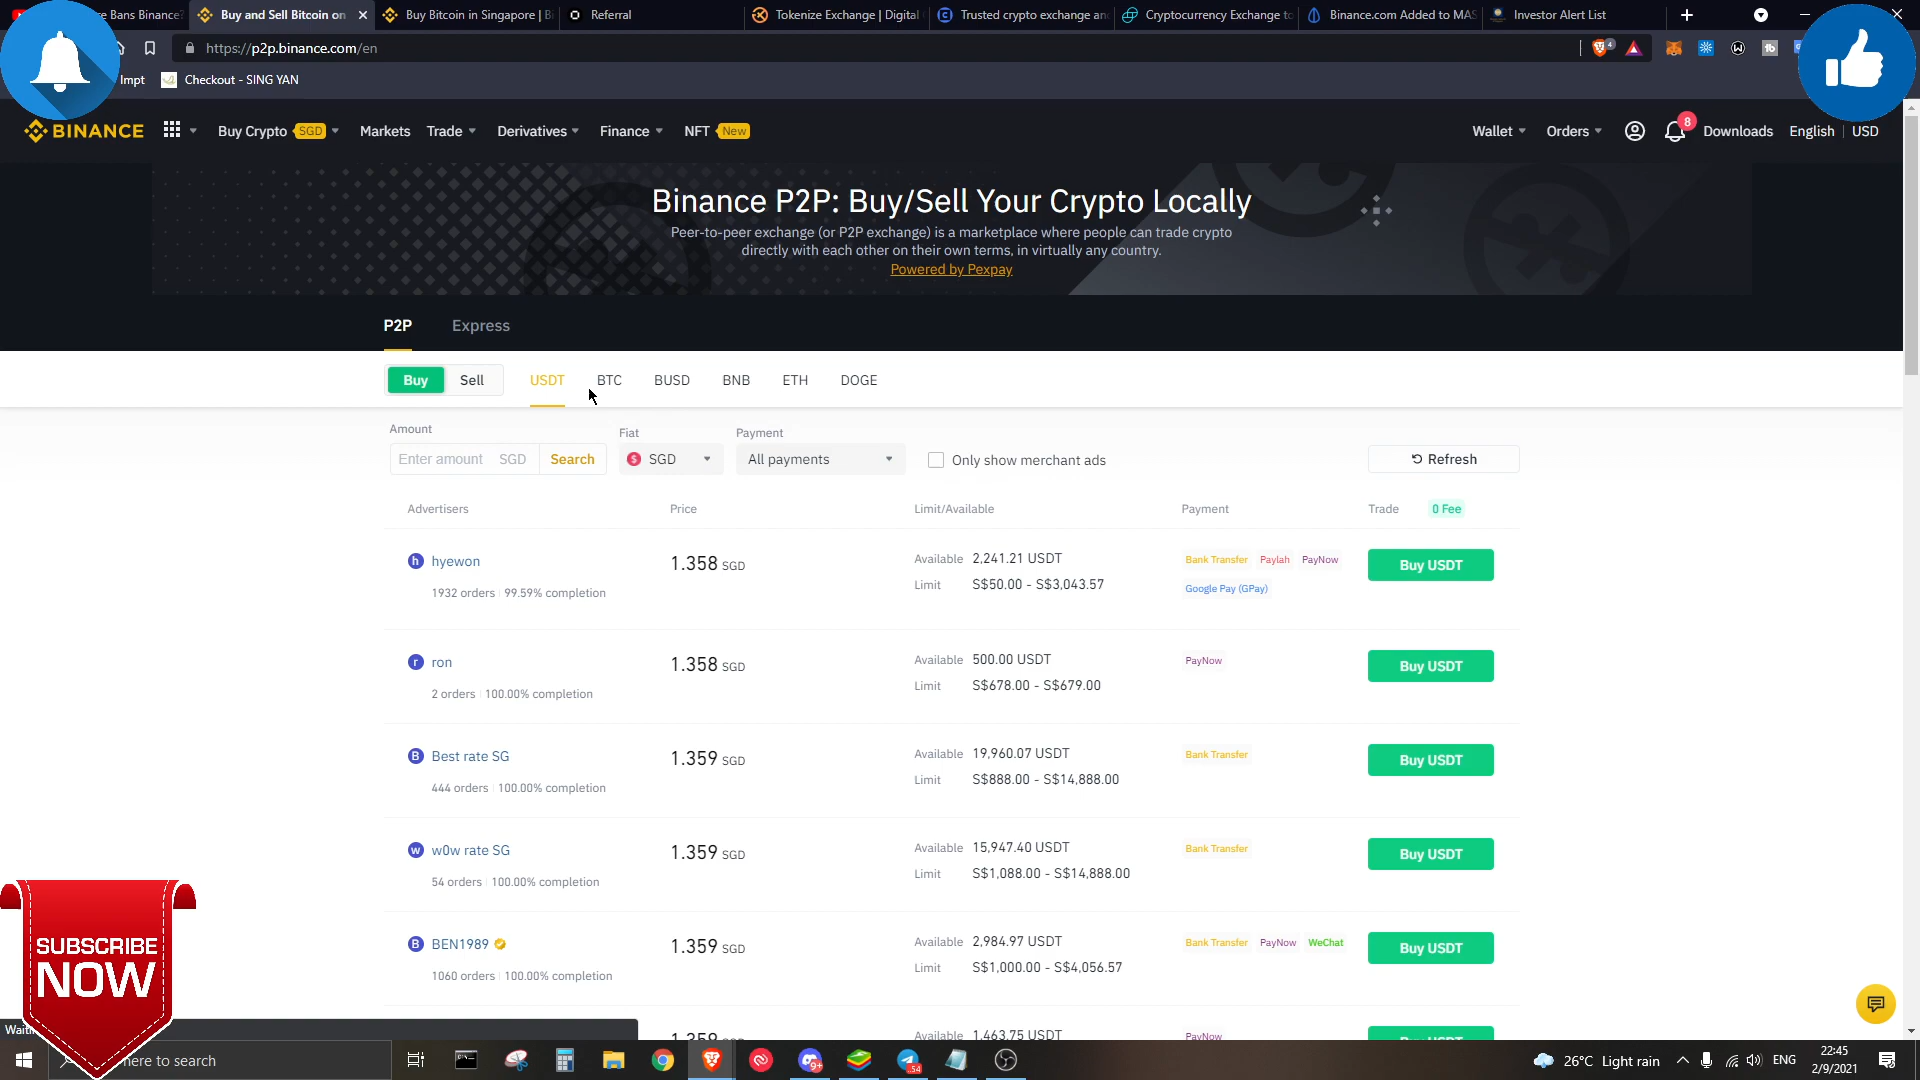 ce Bans Binance?
Buy and Sell Bitcoin on
Buy Bitcoin in Singapore | Bi
Referral
Tokenize Exchange | Digital
Trusted crypto exchange an
Cryptocurrency Exchange to
Binance.com Added to MAS
Investor Alert List
https://p2p.binance.com/en
4
Impt
Checkout - SING YAN
BINANCE
Buy Crypto SGD
Markets
Trade
Derivatives
Finance
NFT New
Wallet
Orders
8
Downloads
English
USD
Binance P2P: Buy/Sell Your Crypto Locally
Peer-to-peer exchange (or P2P exchange) is a marketplace where people can trade crypto
directly with each other on their own terms, in virtually any country.
Powered by Pexpay
P2P
Express
Buy
Sell
USDT
BTC
BUSD
BNB
ETH
DOGE
Amount
Fiat
Payment
Enter amount SGD
Search
SGD
All payments
Only show merchant ads
Refresh
Advertisers
Price
Limit/Available
Payment
Trade
0 Fee
h hyewon
1932 orders | 99.59% completion
1.358 SGD
Available 2,241.21 USDT
Limit S$50.00 - S$3,043.57
Bank Transfer Paylah PayNow
Google Pay (GPay)
Buy USDT
r ron
2 orders | 100.00% completion
1.358 SGD
Available 500.00 USDT
Limit S$678.00 - S$679.00
PayNow
Buy USDT
B Best rate SG
444 orders | 100.00% completion
1.359 SGD
Available 19,960.07 USDT
Limit S$888.00 - S$14,888.00
Bank Transfer
Buy USDT
w w0w rate SG
54 orders | 100.00% completion
1.359 SGD
Available 15,947.40 USDT
Limit S$1,088.00 - S$14,888.00
Bank Transfer
Buy USDT
B BEN1989
1060 orders | 100.00% completion
1.359 SGD
Available 2,984.97 USDT
Limit S$1,000.00 - S$4,056.57
Bank Transfer PayNow WeChat
Buy USDT
1.359 SGD
Available 1,463.75 USDT
PayNow
Buy USDT
SUBSCRIBE
NOW
Waiti
here to search
9+
54
26°C Light rain
ENG
22:45
2/9/2021